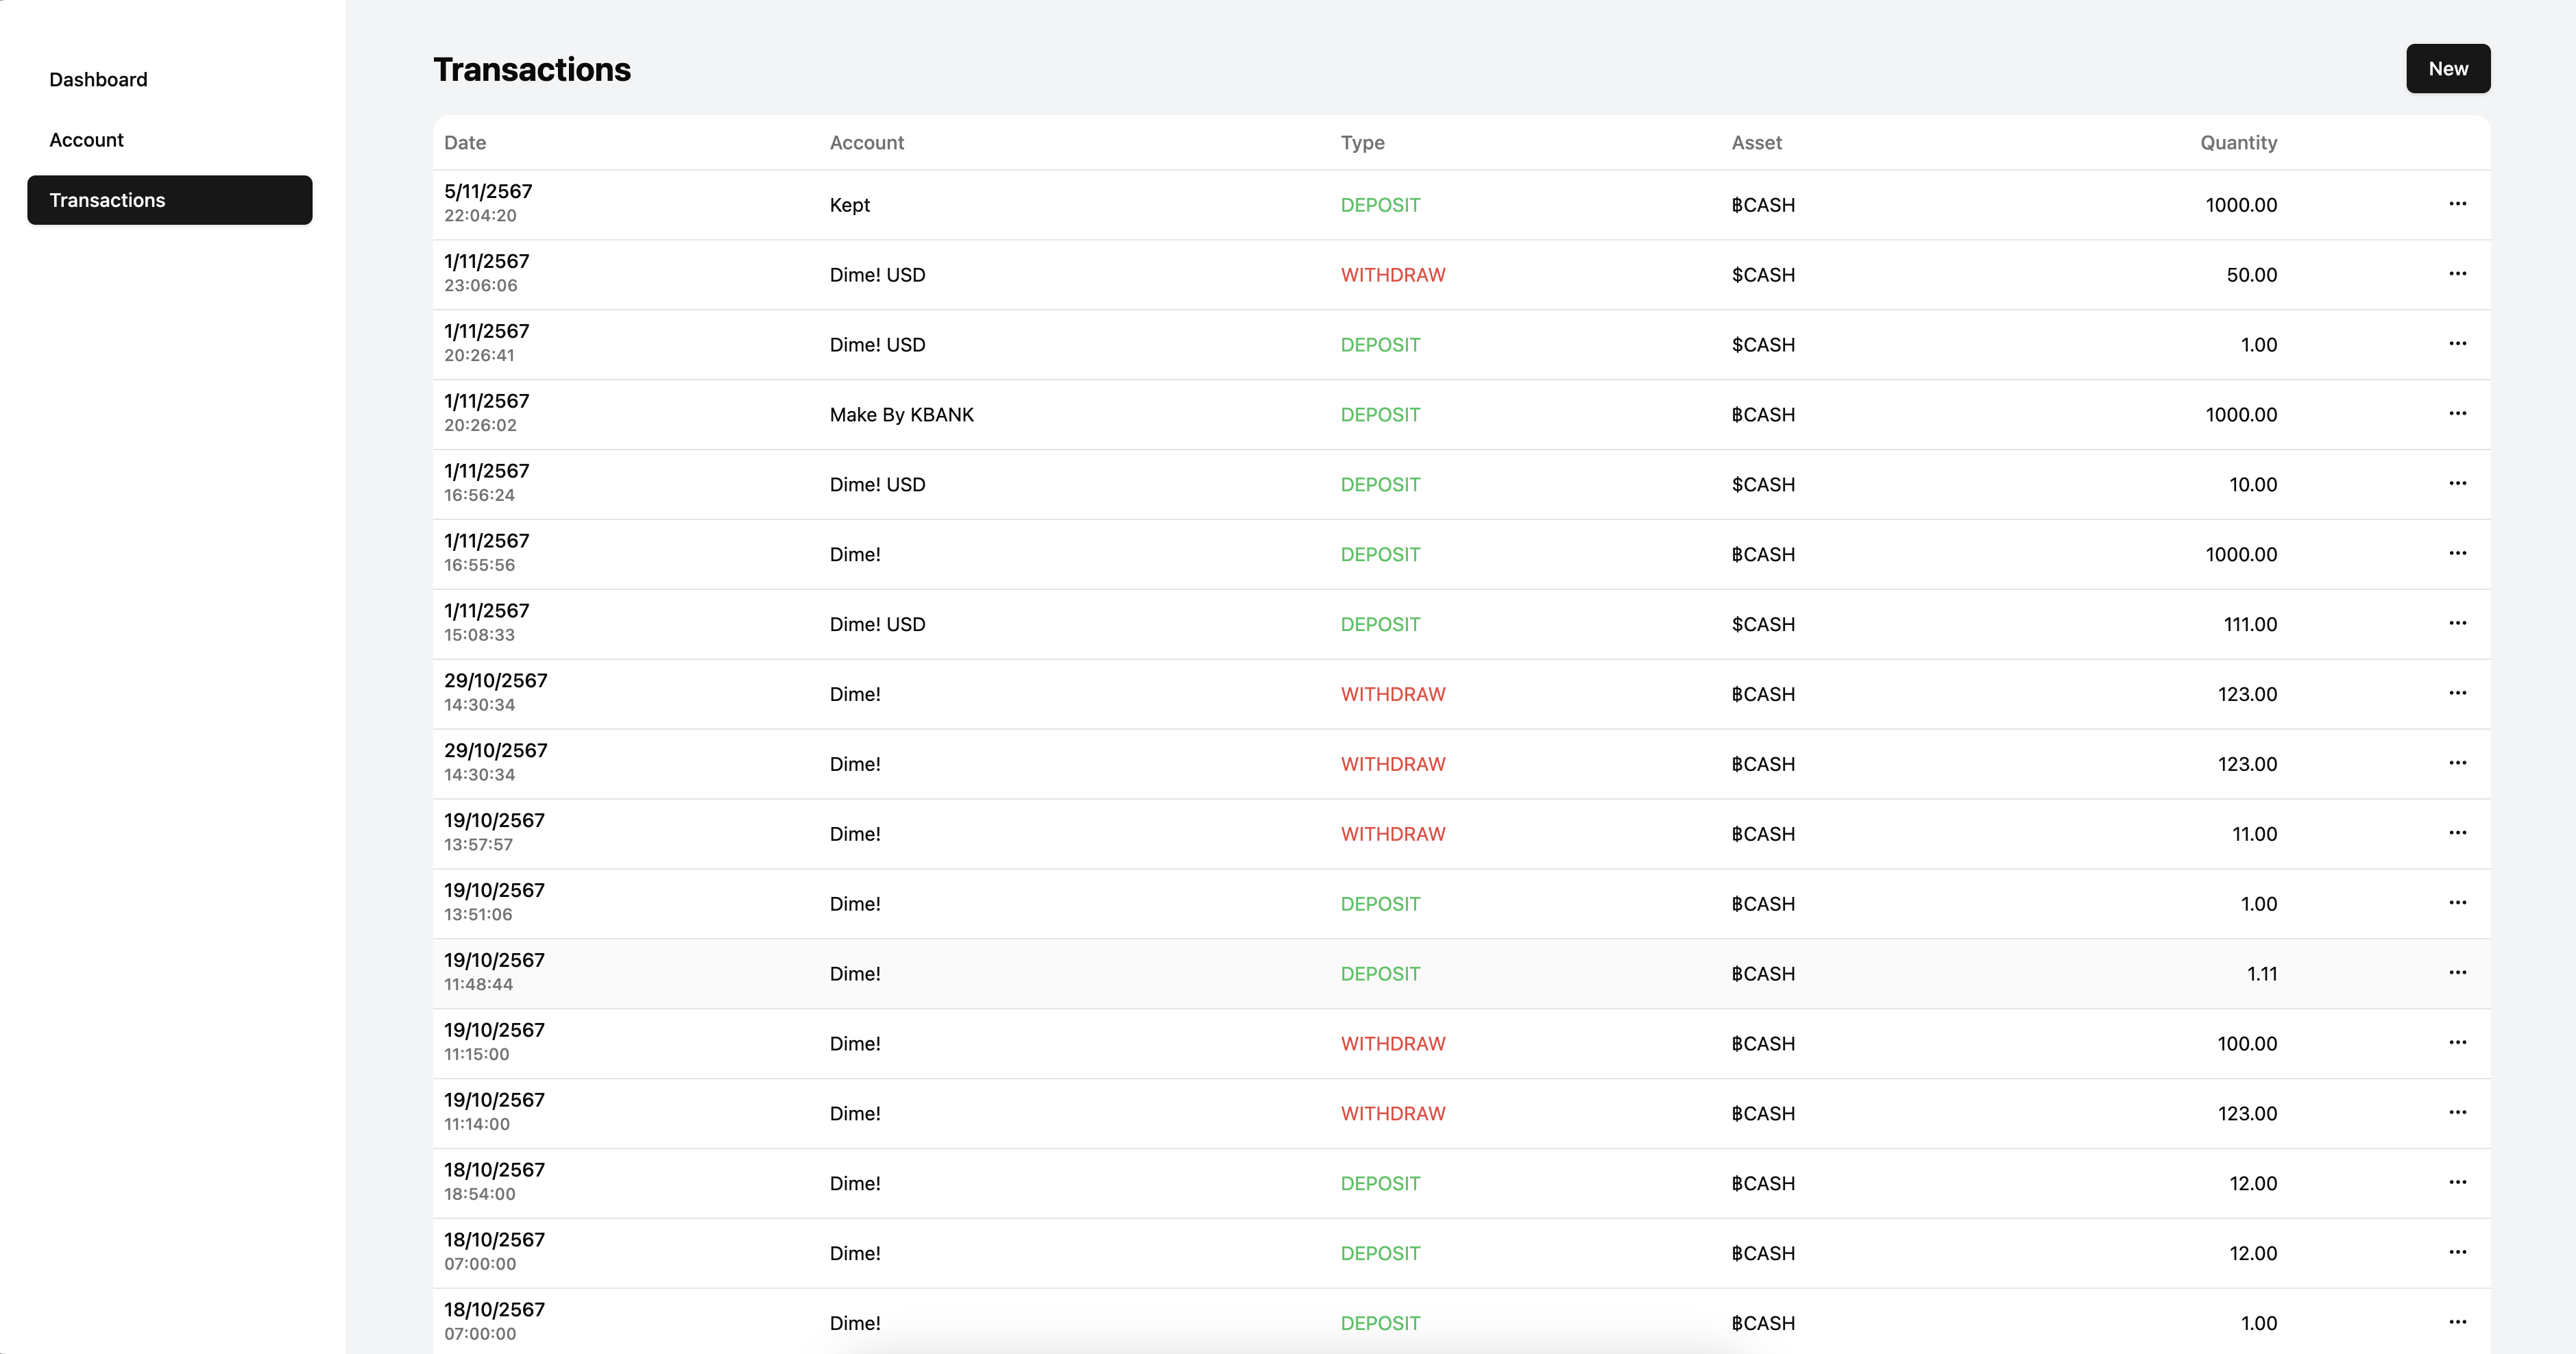 Dashboard
Account
Transactions
Transactions
New
Date Account Type Asset Quantity
5/11/2567
22:04:20
Kept DEPOSIT ฿CASH 1000.00
1/11/2567
23:06:06
Dime! USD WITHDRAW $CASH 50.00
1/11/2567
20:26:41
Dime! USD DEPOSIT $CASH 1.00
1/11/2567
20:26:02
Make By KBANK DEPOSIT ฿CASH 1000.00
1/11/2567
16:56:24
Dime! USD DEPOSIT $CASH 10.00
1/11/2567
16:55:56
Dime! DEPOSIT ฿CASH 1000.00
1/11/2567
15:08:33
Dime! USD DEPOSIT $CASH 111.00
29/10/2567
14:30:34
Dime! WITHDRAW ฿CASH 123.00
29/10/2567
14:30:34
Dime! WITHDRAW ฿CASH 123.00
19/10/2567
13:57:57
Dime! WITHDRAW ฿CASH 11.00
19/10/2567
13:51:06
Dime! DEPOSIT ฿CASH 1.00
19/10/2567
11:48:44
Dime! DEPOSIT ฿CASH 1.11
19/10/2567
11:15:00
Dime! WITHDRAW ฿CASH 100.00
19/10/2567
11:14:00
Dime! WITHDRAW ฿CASH 123.00
18/10/2567
18:54:00
Dime! DEPOSIT ฿CASH 12.00
18/10/2567
07:00:00
Dime! DEPOSIT ฿CASH 12.00
18/10/2567
07:00:00
Dime! DEPOSIT ฿CASH 1.00